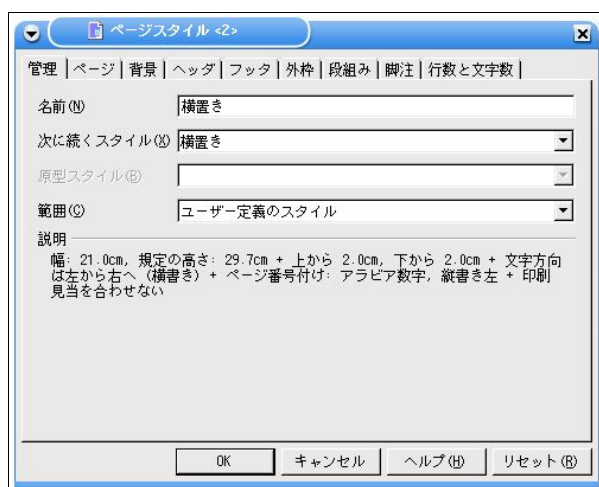 ページスタイル <2>
管理 ページ 背景 ヘッダ フッタ 外枠 段組み 脚注 行数と文字数
名前(N) 横置き
次に続くスタイル(X) 横置き
原型スタイル(B)
範囲(C) ユーザー定義のスタイル
説明
幅: 21.0cm, 規定の高さ: 29.7cm + 上から 2.0cm, 下から 2.0cm + 文字方向
は左から右へ (横書き) + ページ番号付け: アラビア数字, 縦書き左 + 印刷
見当を合わせない
OK キャンセル ヘルプ(H) リセット(R)